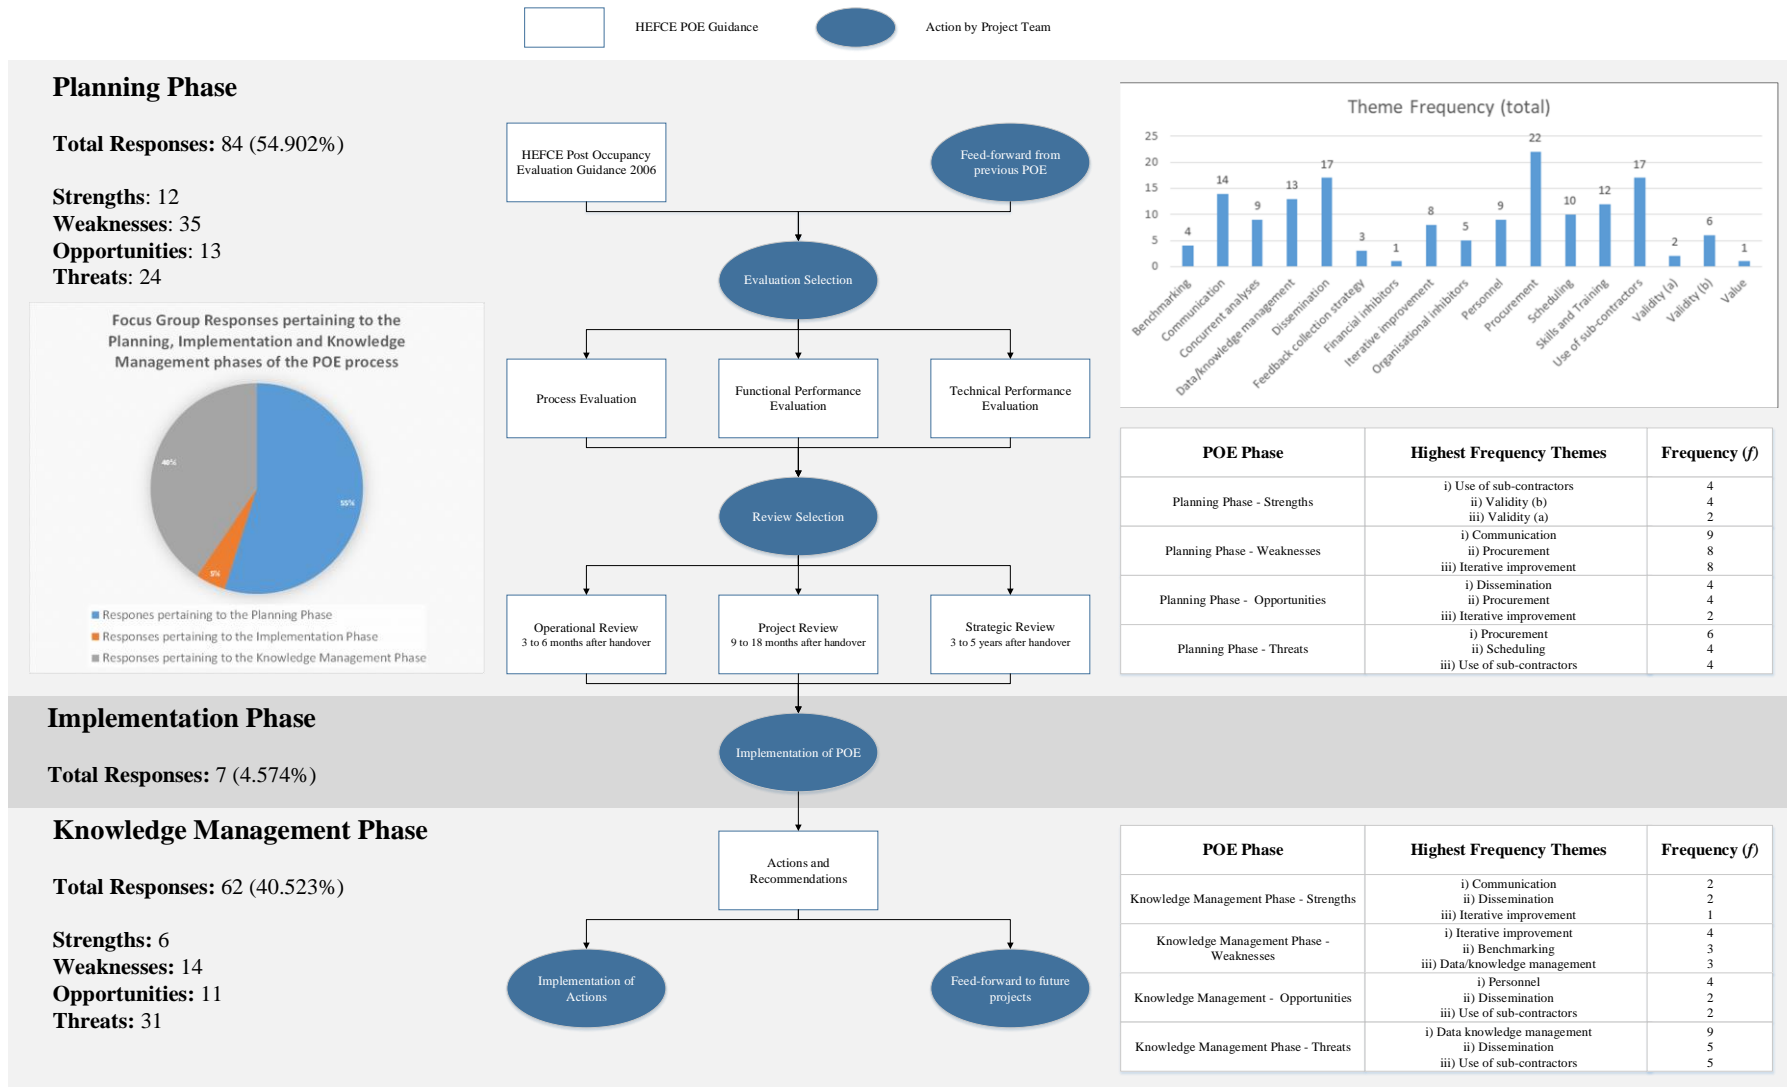 HEFCE POE Guidance
Action by Project Team
Planning Phase
Total Responses: 84 (54.902%)
Strengths: 12
Weaknesses: 35
Opportunities: 13
Threats: 24
Focus Group Responses pertaining to the
Planning, Implementation and Knowledge
Management phases of the POE process
40%
55%
5%
Respones pertaining to the Planning Phase
Responses pertaining to the Implementation Phase
Responses pertaining to the Knowledge Management Phase
HEFCE Post Occupancy
Evaluation Guidance 2006
Feed-forward from
previous POE
Evaluation Selection
Process Evaluation
Functional Performance
Evaluation
Technical Performance
Evaluation
Review Selection
Operational Review
3 to 6 months after handover
Project Review
9 to 18 months after handover
Strategic Review
3 to 5 years after handover
Theme Frequency (total)
25
20
15
10
5
0
4
14
9
13
17
3
1
8
5
9
22
10
12
17
2
6
1
Benchmarking
Communication
Concurrent analyses
Data/knowledge management
Dissemination
Feedback collection strategy
Financial inhibitors
Iterative improvement
Organisational inhibitors
Personnel
Procurement
Scheduling
Skills and Training
Use of sub-contractors
Validity (a)
Validity (b)
Value
POE Phase Highest Frequency Themes Frequency (f)
Planning Phase - Strengths
i) Use of sub-contractors 4
ii) Validity (b) 4
iii) Validity (a) 2
Planning Phase - Weaknesses
i) Communication 9
ii) Procurement 8
iii) Iterative improvement 8
Planning Phase - Opportunities
i) Dissemination 4
ii) Procurement 4
iii) Iterative improvement 2
Planning Phase - Threats
i) Procurement 6
ii) Scheduling 4
iii) Use of sub-contractors 4
Implementation Phase
Total Responses: 7 (4.574%)
Implementation of POE
Knowledge Management Phase
Total Responses: 62 (40.523%)
Strengths: 6
Weaknesses: 14
Opportunities: 11
Threats: 31
Actions and
Recommendations
Implementation of
Actions
Feed-forward to future
projects
POE Phase Highest Frequency Themes Frequency (f)
Knowledge Management Phase - Strengths
i) Communication 2
ii) Dissemination 2
iii) Iterative improvement 1
Knowledge Management Phase -
Weaknesses
i) Iterative improvement 4
ii) Benchmarking 3
iii) Data/knowledge management 3
Knowledge Management - Opportunities
i) Personnel 4
ii) Dissemination 2
iii) Use of sub-contractors 2
Knowledge Management Phase - Threats
i) Data knowledge management 9
ii) Dissemination 5
iii) Use of sub-contractors 5